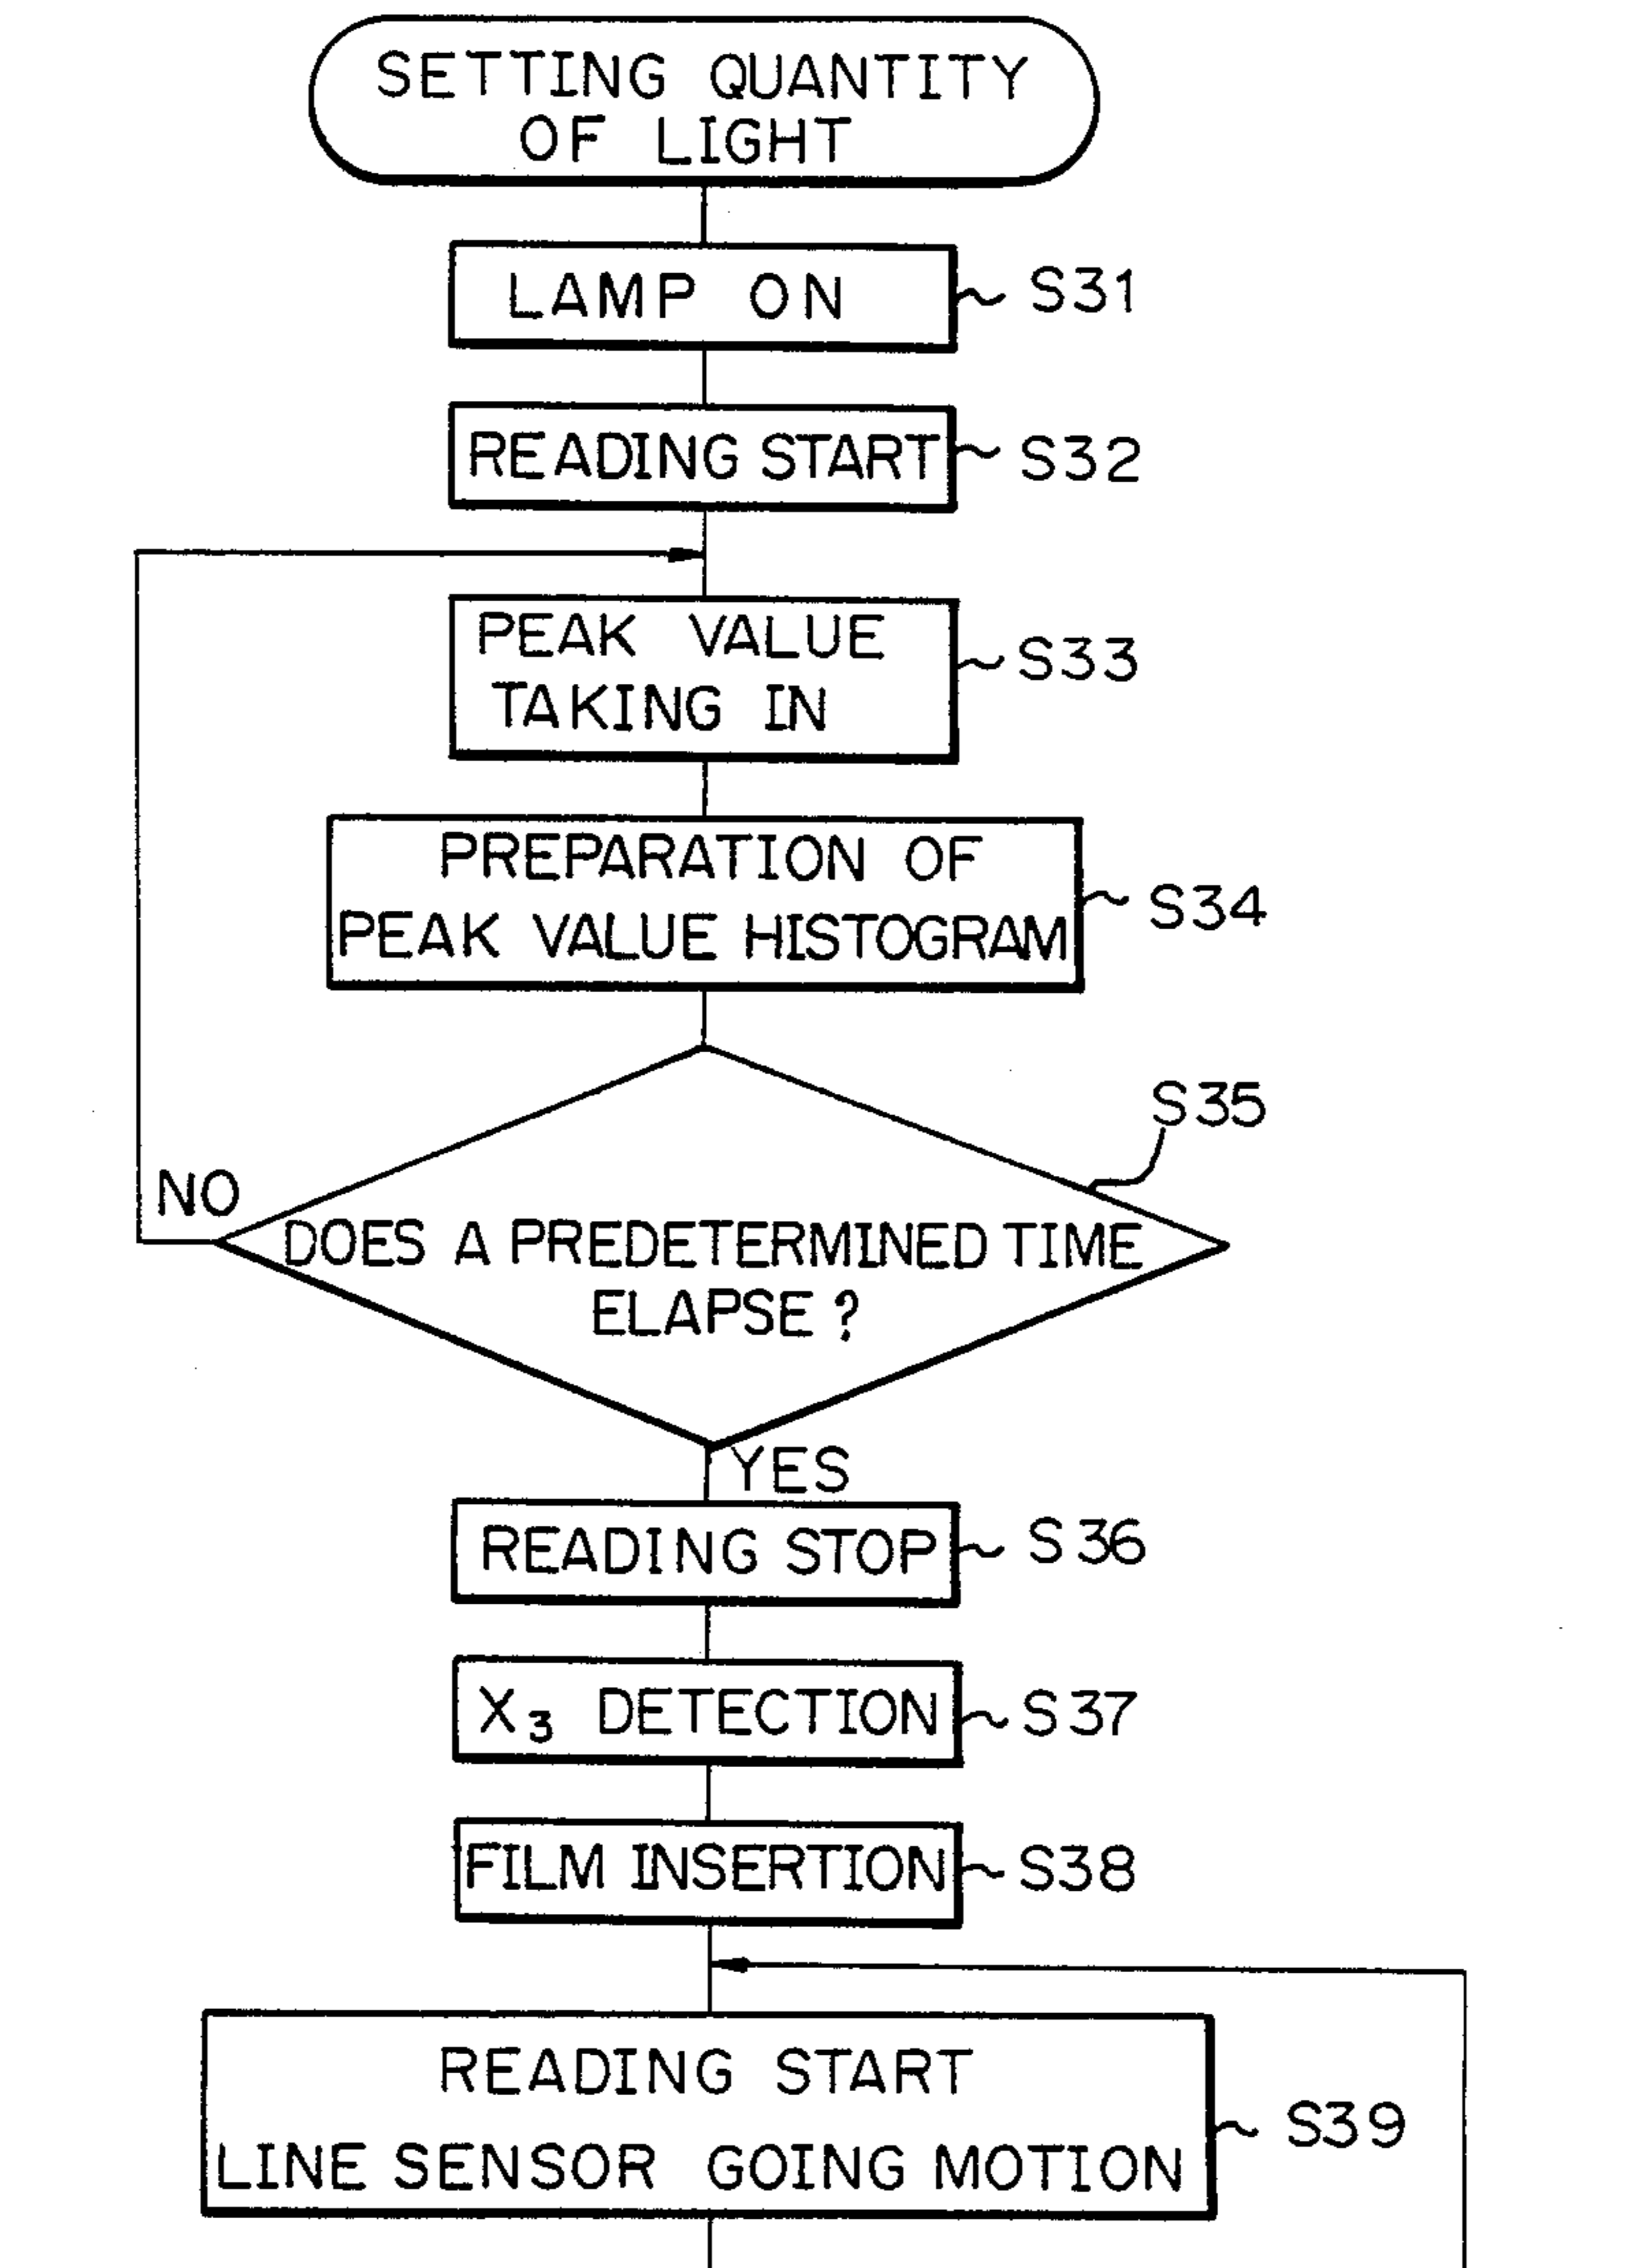 SETTING QUANTITY
OF LIGHT
LAMP ON
S31
READING START
S32
PEAK VALUE
TAKING IN
S33
PREPARATION OF
PEAK VALUE HISTOGRAM
S34
S35
NO
DOES A PREDETERMINED TIME
ELAPSE ?
YES
READING STOP
S36
X₃ DETECTION
S37
FILM INSERTION
S38
READING START
LINE SENSOR GOING MOTION
S39